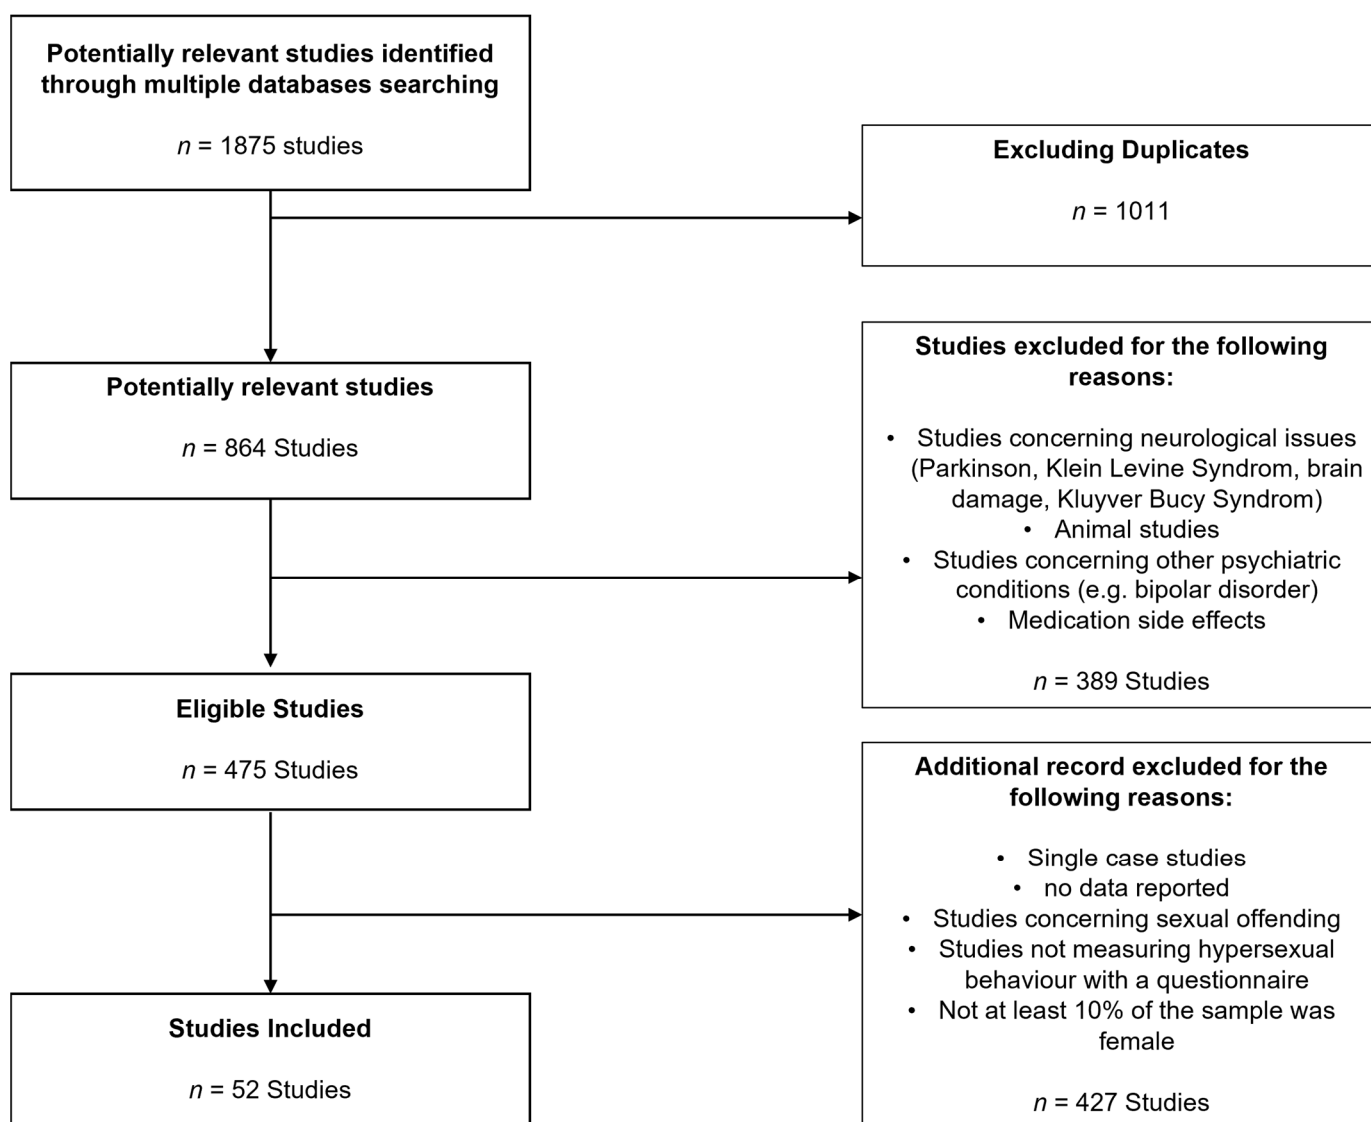 Potentially relevant studies identified
through multiple databases searching
n = 1875 studies
Excluding Duplicates
n = 1011
Potentially relevant studies
n = 864 Studies
Studies excluded for the following
reasons:
• Studies concerning neurological issues
(Parkinson, Klein Levine Syndrom, brain
damage, Kluyver Bucy Syndrom)
• Animal studies
• Studies concerning other psychiatric
conditions (e.g. bipolar disorder)
• Medication side effects
n = 389 Studies
Eligible Studies
n = 475 Studies
Additional record excluded for the
following reasons:
• Single case studies
• no data reported
• Studies concerning sexual offending
• Studies not measuring hypersexual
behaviour with a questionnaire
• Not at least 10% of the sample was
female
n = 427 Studies
Studies Included
n = 52 Studies